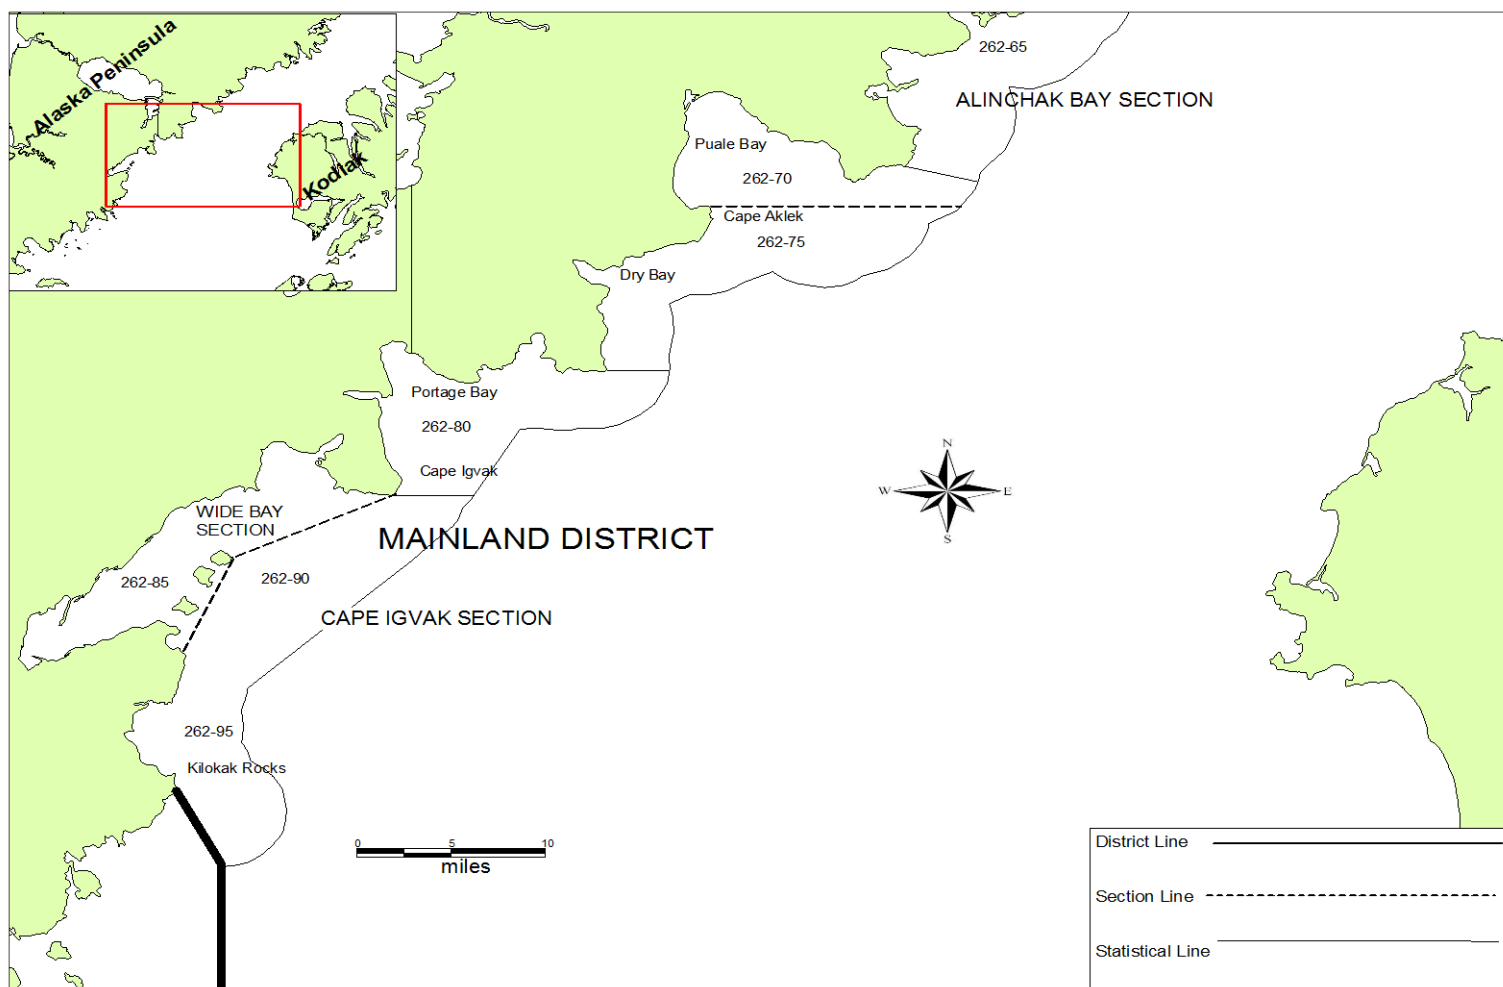 Alaska Peninsula
Kodiak
262-65
ALINCHAK BAY SECTION
Puale Bay
262-70
Cape Aklek
262-75
Dry Bay
Portage Bay
262-80
Cape Igvak
WIDE BAY
SECTION
MAINLAND DISTRICT
262-85
262-90
CAPE IGVAK SECTION
262-95
Kilokak Rocks
N
W
E
S
0 5 10
miles
District Line
Section Line
Statistical Line